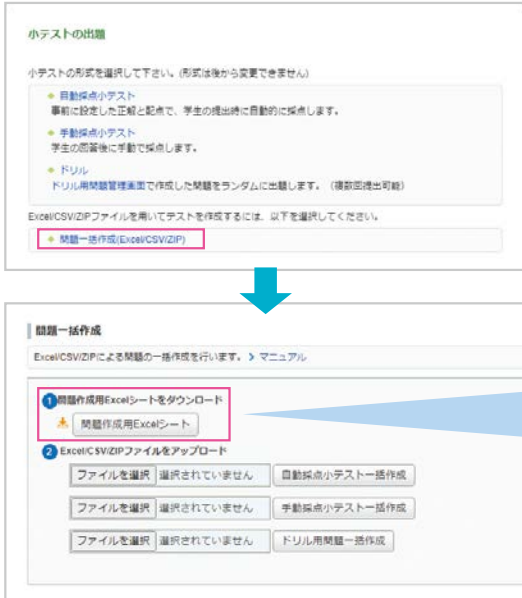 小テストの出題
小テストの形式を選択して下さい。(形式は後から変更できません)
自動採点小テスト
事前に設定した正解と配点で、学生の提出時に自動的に採点します。
手動採点小テスト
学生の回答後に手動で採点します。
ドリル
ドリル用問題管理画面で作成した問題をランダムに出題します。（複数回提出可能）
Excel/CSV/ZIPファイルを用いてテストを作成するには、以下を選択してください。
問題一括作成(Excel/CSV/ZIP)
問題一括作成
Excel/CSV/ZIPによる問題の一括作成を行います。 > マニュアル
1 問題作成用Excelシートをダウンロード
問題作成用Excelシート
2 Excel/CSV/ZIPファイルをアップロード
ファイルを選択 選択されていません 自動採点小テスト一括作成
ファイルを選択 選択されていません 手動採点小テスト一括作成
ファイルを選択 選択されていません ドリル用問題一括作成